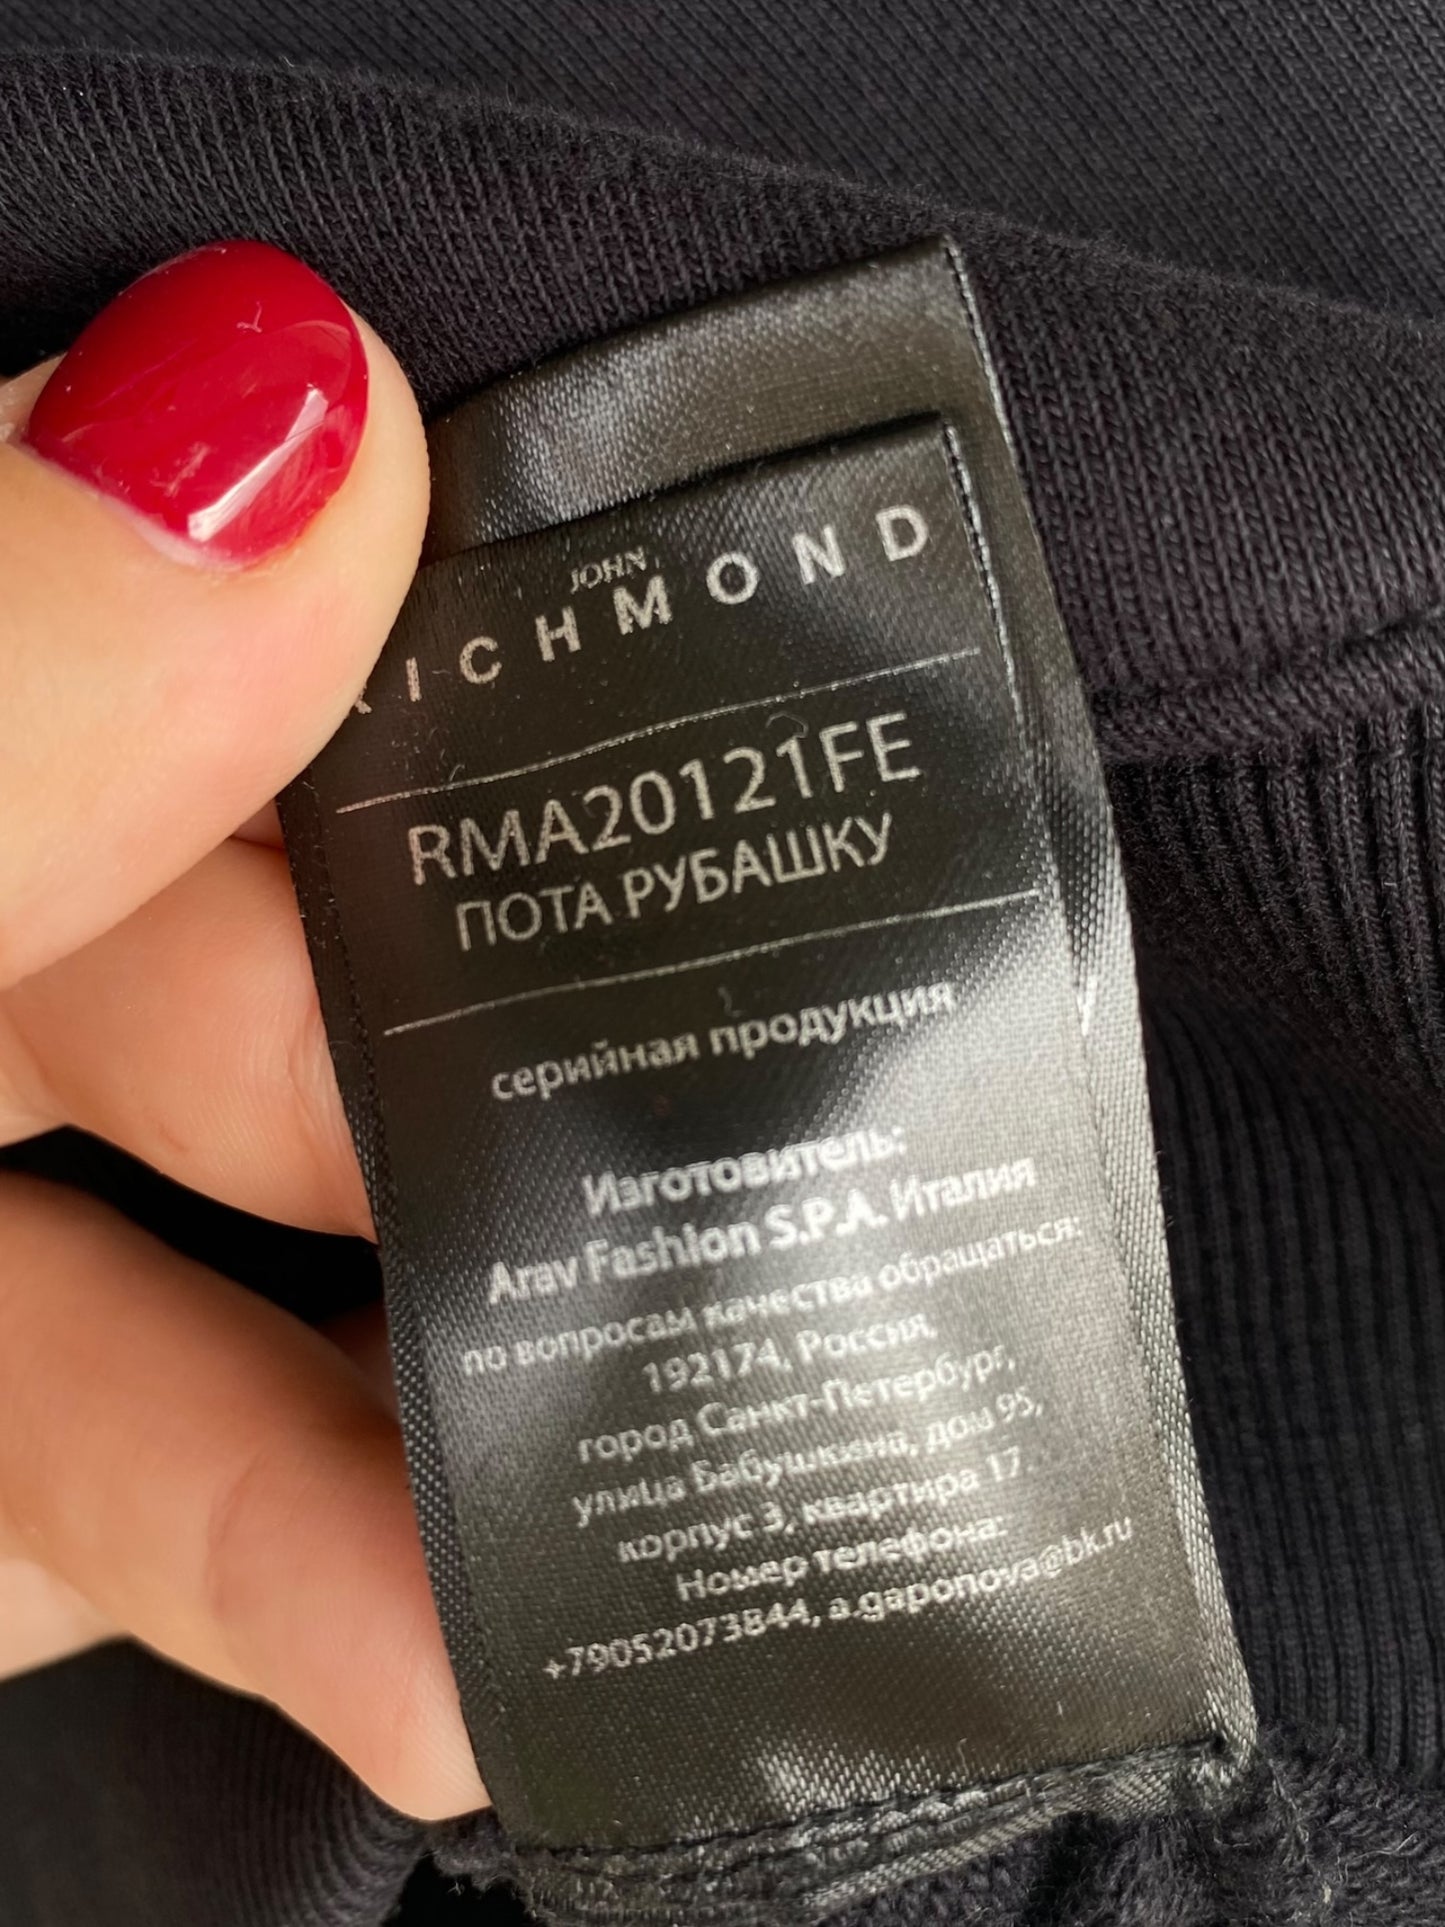 JOHN
RICHMOND
RMA20121FE
ПОТА РУБАШКУ
серийная продукция
Изготовитель:
Arav Fashion S.P.A. Италия
по вопросам качества обращаться:
192174, Россия,
город Санкт-Петербург,
улица Бабушкина, дом 95,
корпус 3, квартира 17.
Номер телефона:
+79052073844, a.gaponova@bk.ru